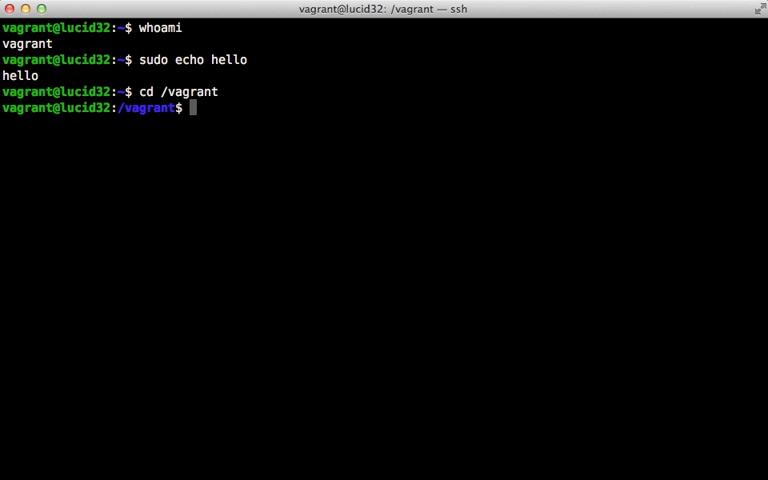 vagrant@lucid32: /vagrant — ssh
vagrant@lucid32:~$ whoami
vagrant
vagrant@lucid32:~$ sudo echo hello
hello
vagrant@lucid32:~$ cd /vagrant
vagrant@lucid32:/vagrant$